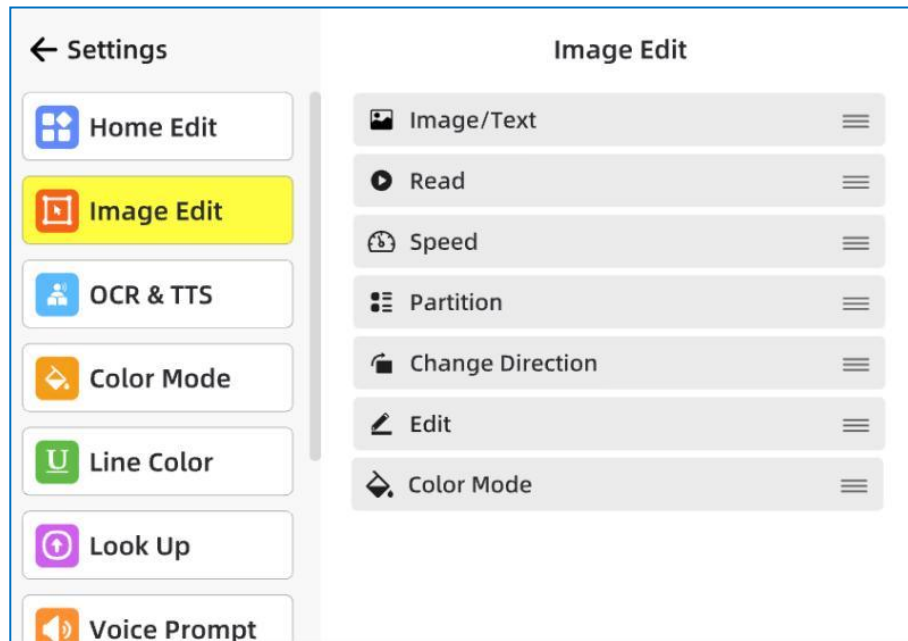 Settings
Home Edit
Image Edit
OCR & TTS
Color Mode
U Line Color
Look Up
Voice Prompt
Image Edit
Image/Text
Read
Speed
Partition
Change Direction
Edit
Color Mode